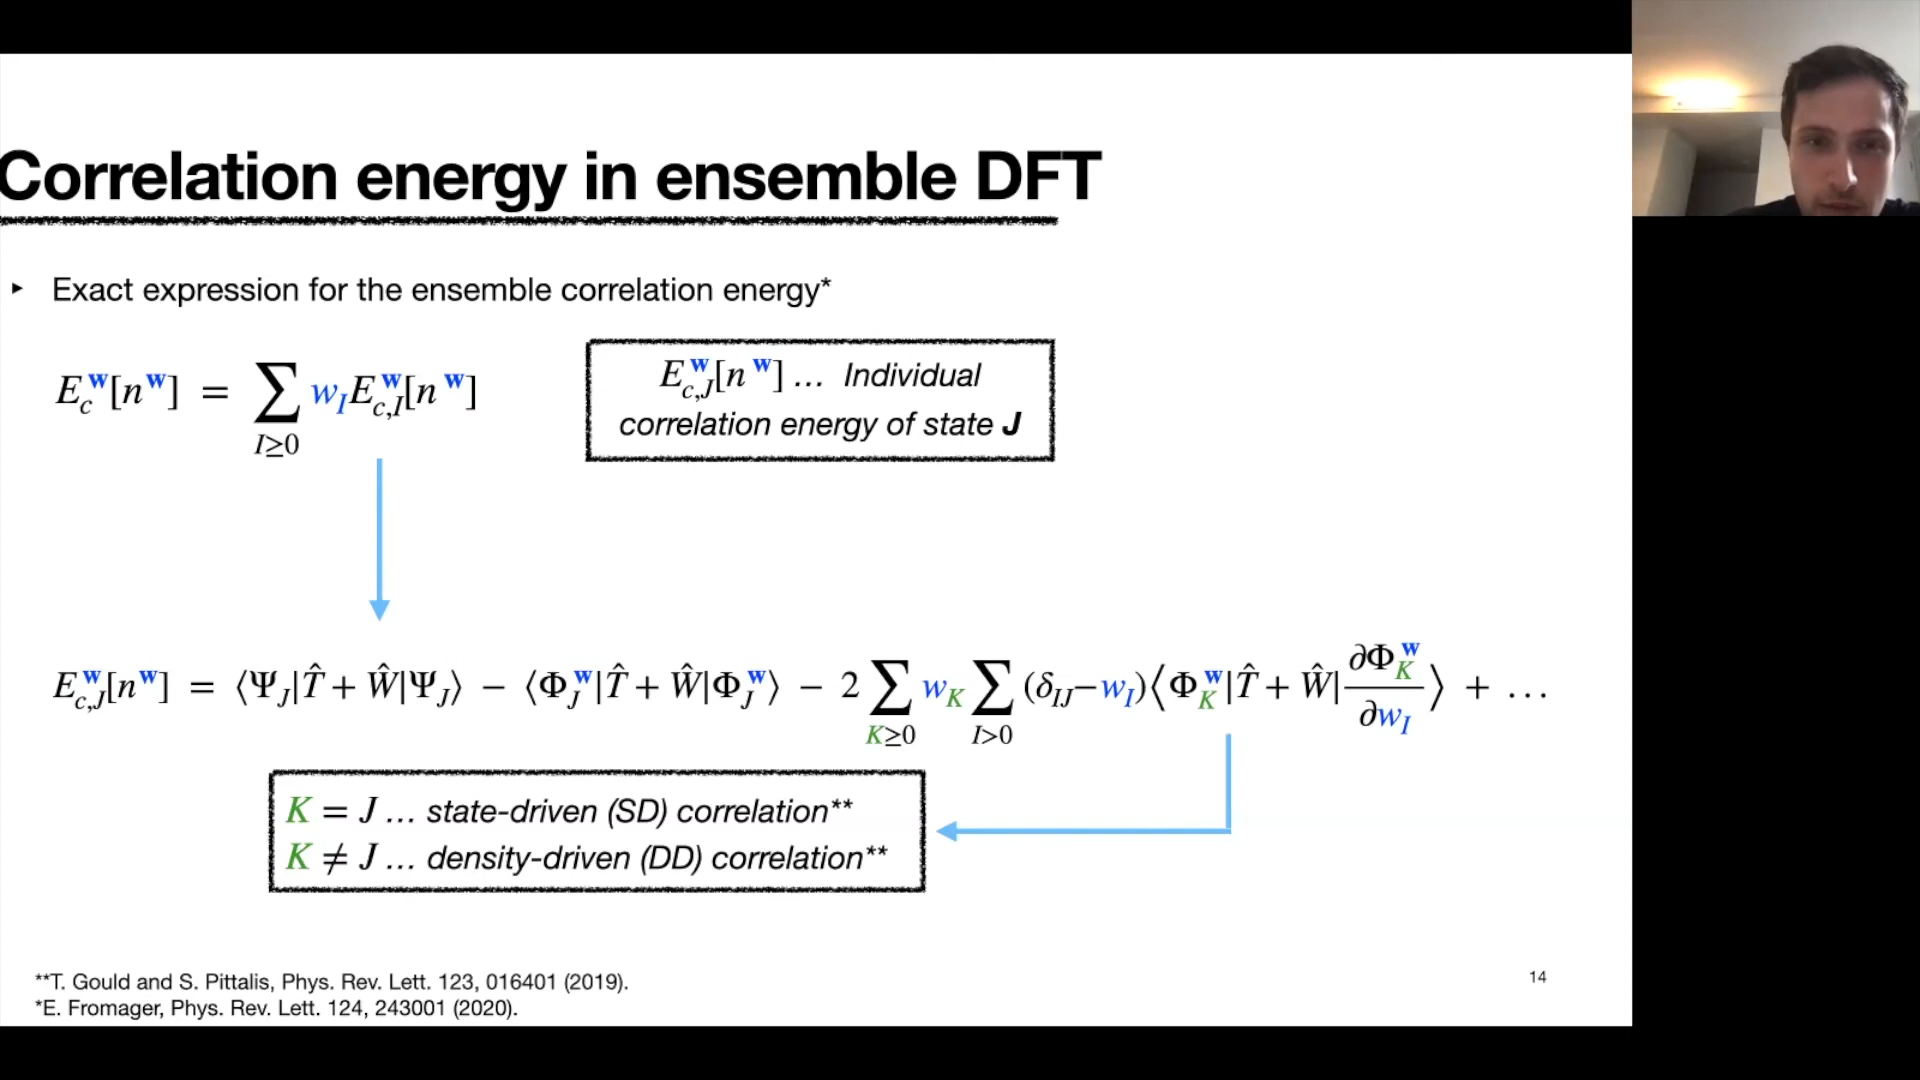 Correlation energy in ensemble DFT
‣ Exact expression for the ensemble correlation energy*
E_c^w[n^w] = ∑_{I≥0} w_I E_{c,I}^w[n^w]
E_{c,J}^w[n^w] … Individual
correlation energy of state J
E_{c,J}^w[n^w] = ⟨Ψ_J|T̂ + Ŵ|Ψ_J⟩ − ⟨Φ_J^w|T̂ + Ŵ|Φ_J^w⟩ − 2 ∑_{K≥0} w_K ∑_{I>0} (δ_{IJ}−w_I)⟨Φ_K^w|T̂ + Ŵ|∂Φ_K^w/∂w_I⟩ + …
K = J … state-driven (SD) correlation**
K ≠ J … density-driven (DD) correlation**
**T. Gould and S. Pittalis, Phys. Rev. Lett. 123, 016401 (2019).
*E. Fromager, Phys. Rev. Lett. 124, 243001 (2020).
14